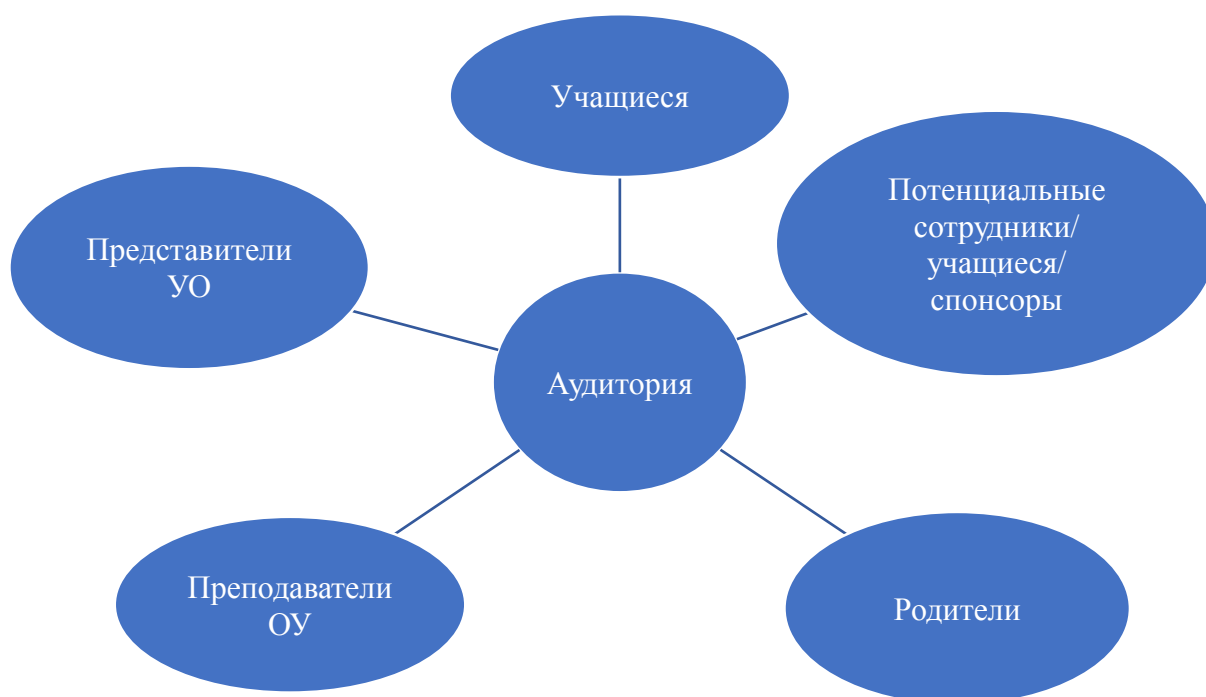 Учащиеся
Потенциальные
сотрудники/
учащиеся/
спонсоры
Представители
УО
Аудитория
Преподаватели
ОУ
Родители